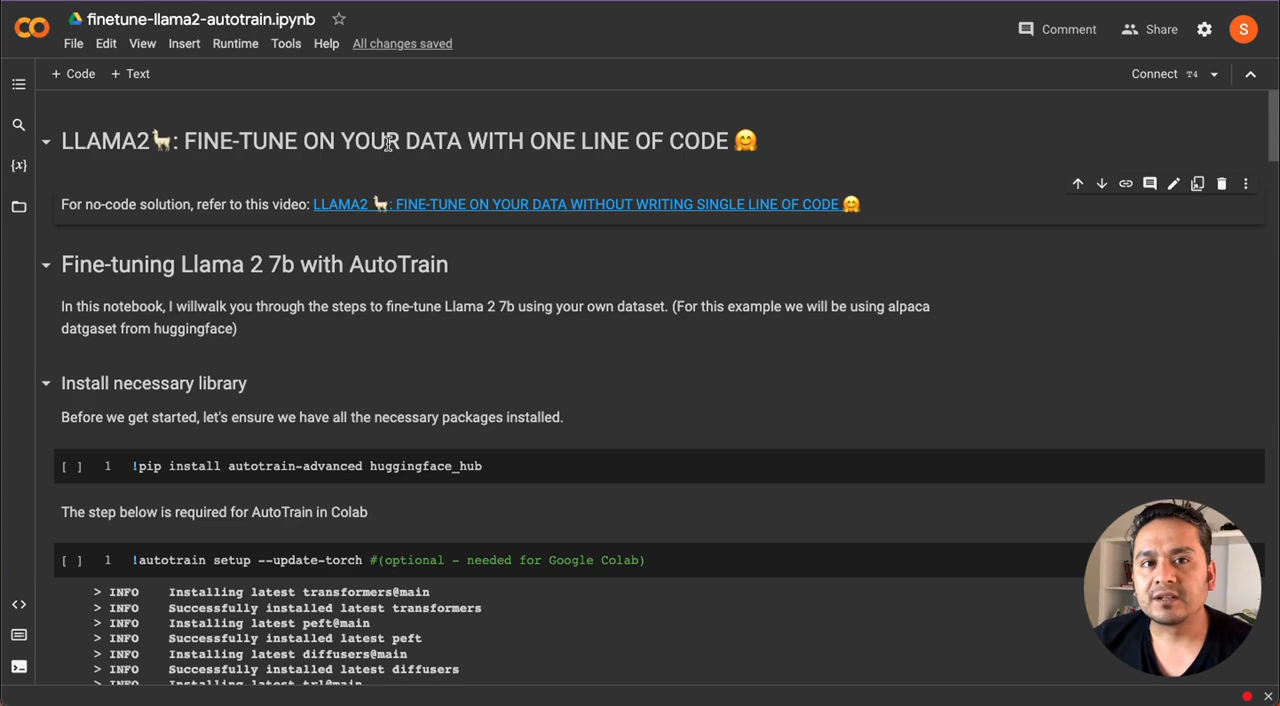 finetune-llama2-autotrain.ipynb
File Edit View Insert Runtime Tools Help All changes saved
Comment Share S
+ Code + Text
Connect T4
LLAMA2🦙: FINE-TUNE ON YOUR DATA WITH ONE LINE OF CODE 🤗
For no-code solution, refer to this video: LLAMA2 🦙: FINE-TUNE ON YOUR DATA WITHOUT WRITING SINGLE LINE OF CODE 🤗
Fine-tuning Llama 2 7b with AutoTrain
In this notebook, I willwalk you through the steps to fine-tune Llama 2 7b using your own dataset. (For this example we will be using alpaca
datgaset from huggingface)
Install necessary library
Before we get started, let's ensure we have all the necessary packages installed.
[ ] 1 !pip install autotrain-advanced huggingface_hub
The step below is required for AutoTrain in Colab
[ ] 1 !autotrain setup --update-torch #(optional - needed for Google Colab)
> INFO Installing latest transformers@main
> INFO Successfully installed latest transformers
> INFO Installing latest peft@main
> INFO Successfully installed latest peft
> INFO Installing latest diffusers@main
> INFO Successfully installed latest diffusers
> INFO Installing latest trl@main